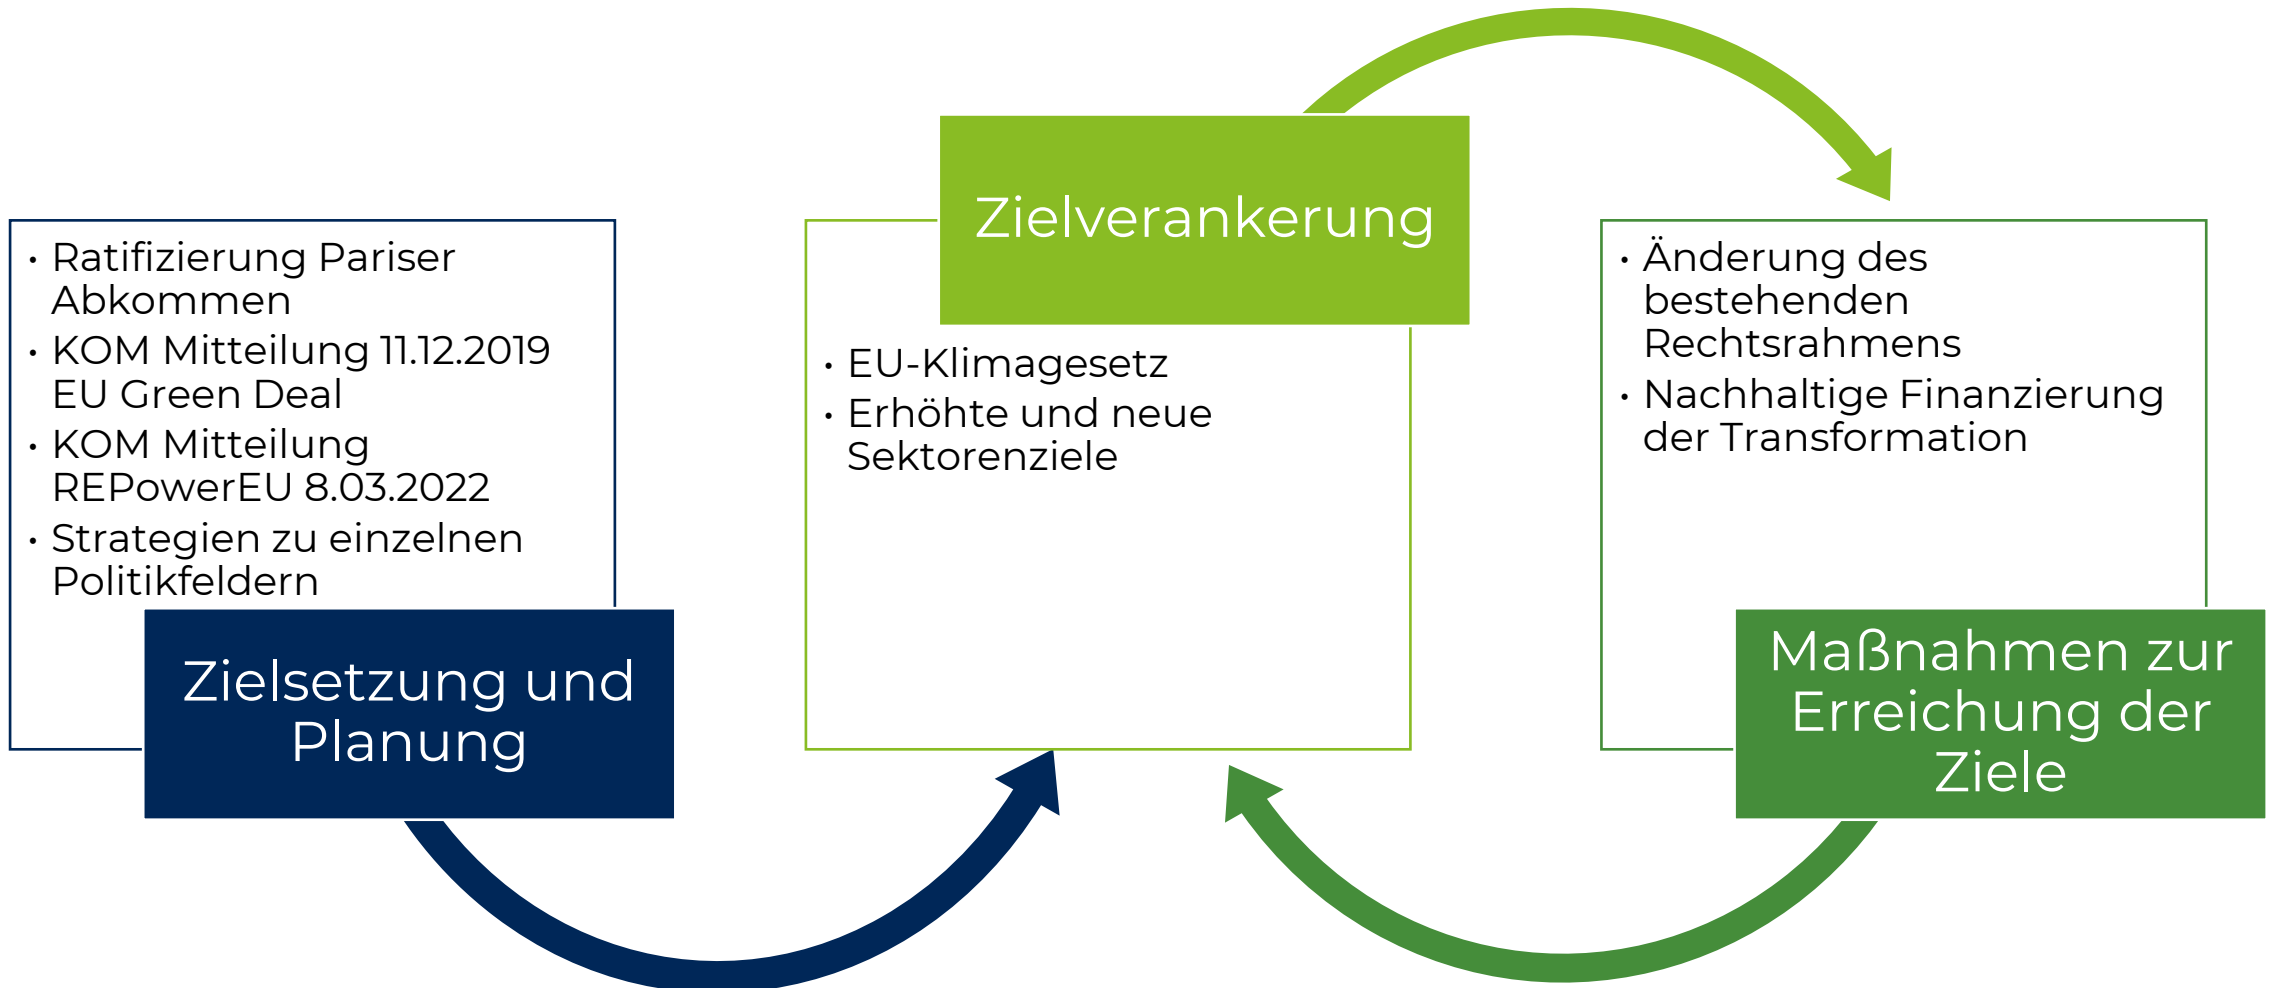 • Ratifizierung Pariser
Abkommen
• KOM Mitteilung 11.12.2019
EU Green Deal
• KOM Mitteilung
REPowerEU 8.03.2022
• Strategien zu einzelnen
Politikfeldern
Zielsetzung und
Planung
Zielverankerung
• EU-Klimagesetz
• Erhöhte und neue
Sektorenziele
• Änderung des
bestehenden
Rechtsrahmens
• Nachhaltige Finanzierung
der Transformation
Maßnahmen zur
Erreichung der
Ziele